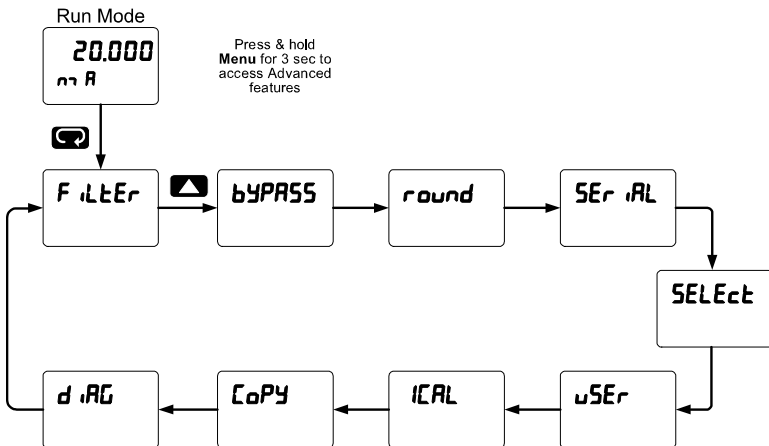 Run Mode
20.000
mA
Press & hold
Menu for 3 sec to
access Advanced
features
FiLtEr
bYPASS
round
SEriAL
SELEct
uSEr
ICAL
CoPY
diAG